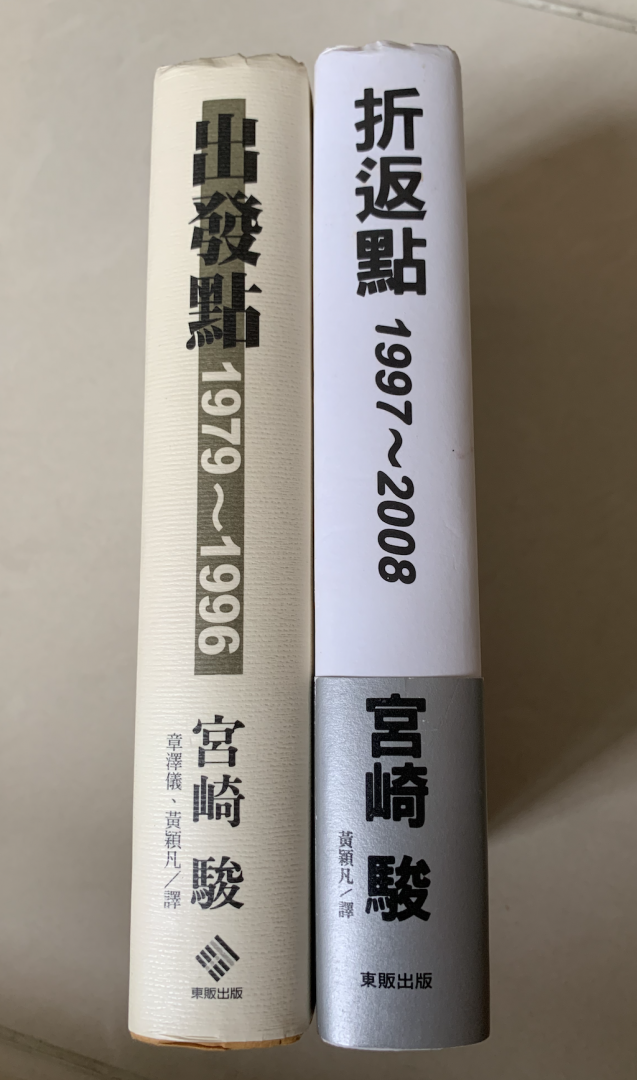 出發點
1979～1996
宮崎 駿
章澤儀、黃穎凡／譯
東販出版
折返點
1997～2008
宮崎 駿
黃穎凡／譯
東販出版